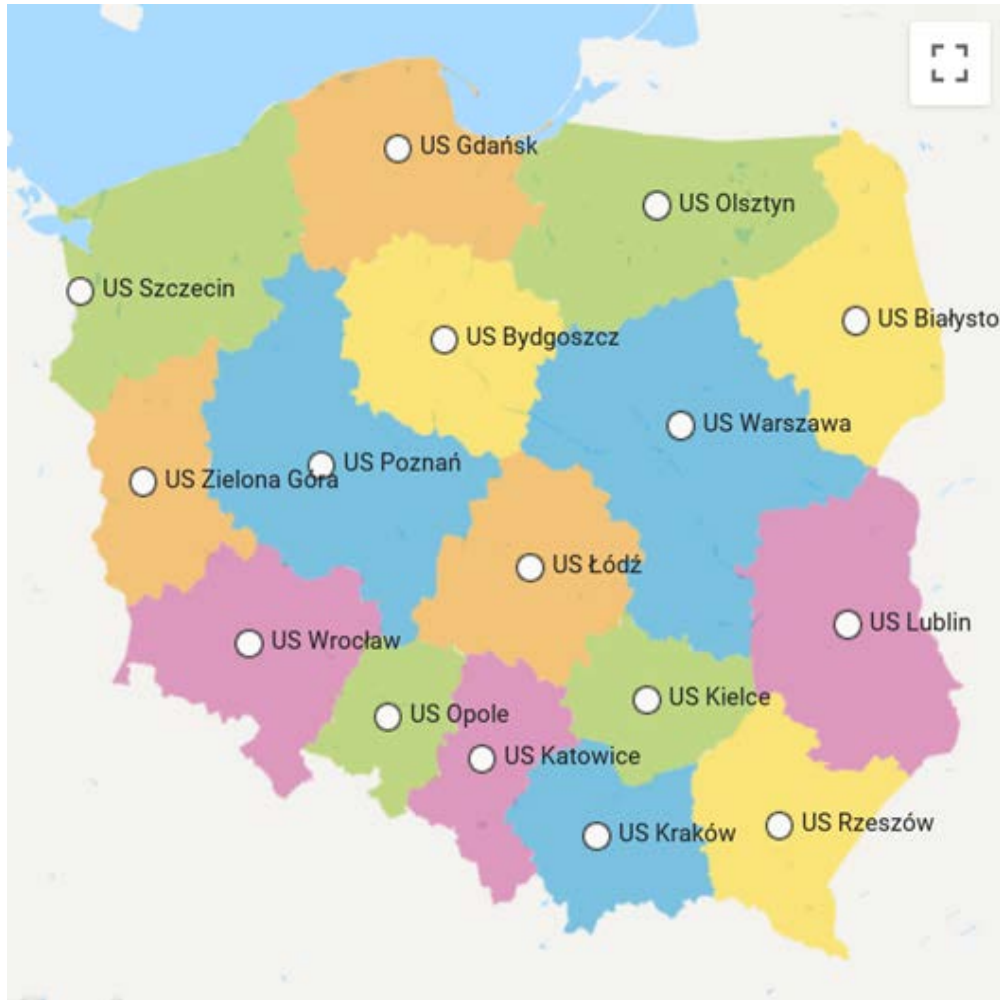 US Gdańsk
US Olsztyn
US Szczecin
US Białysto
US Bydgoszcz
US Warszawa
US Poznań
US Zielona Góra
US Łódź
US Lublin
US Wrocław
US Kielce
US Opole
US Katowice
US Rzeszów
US Kraków